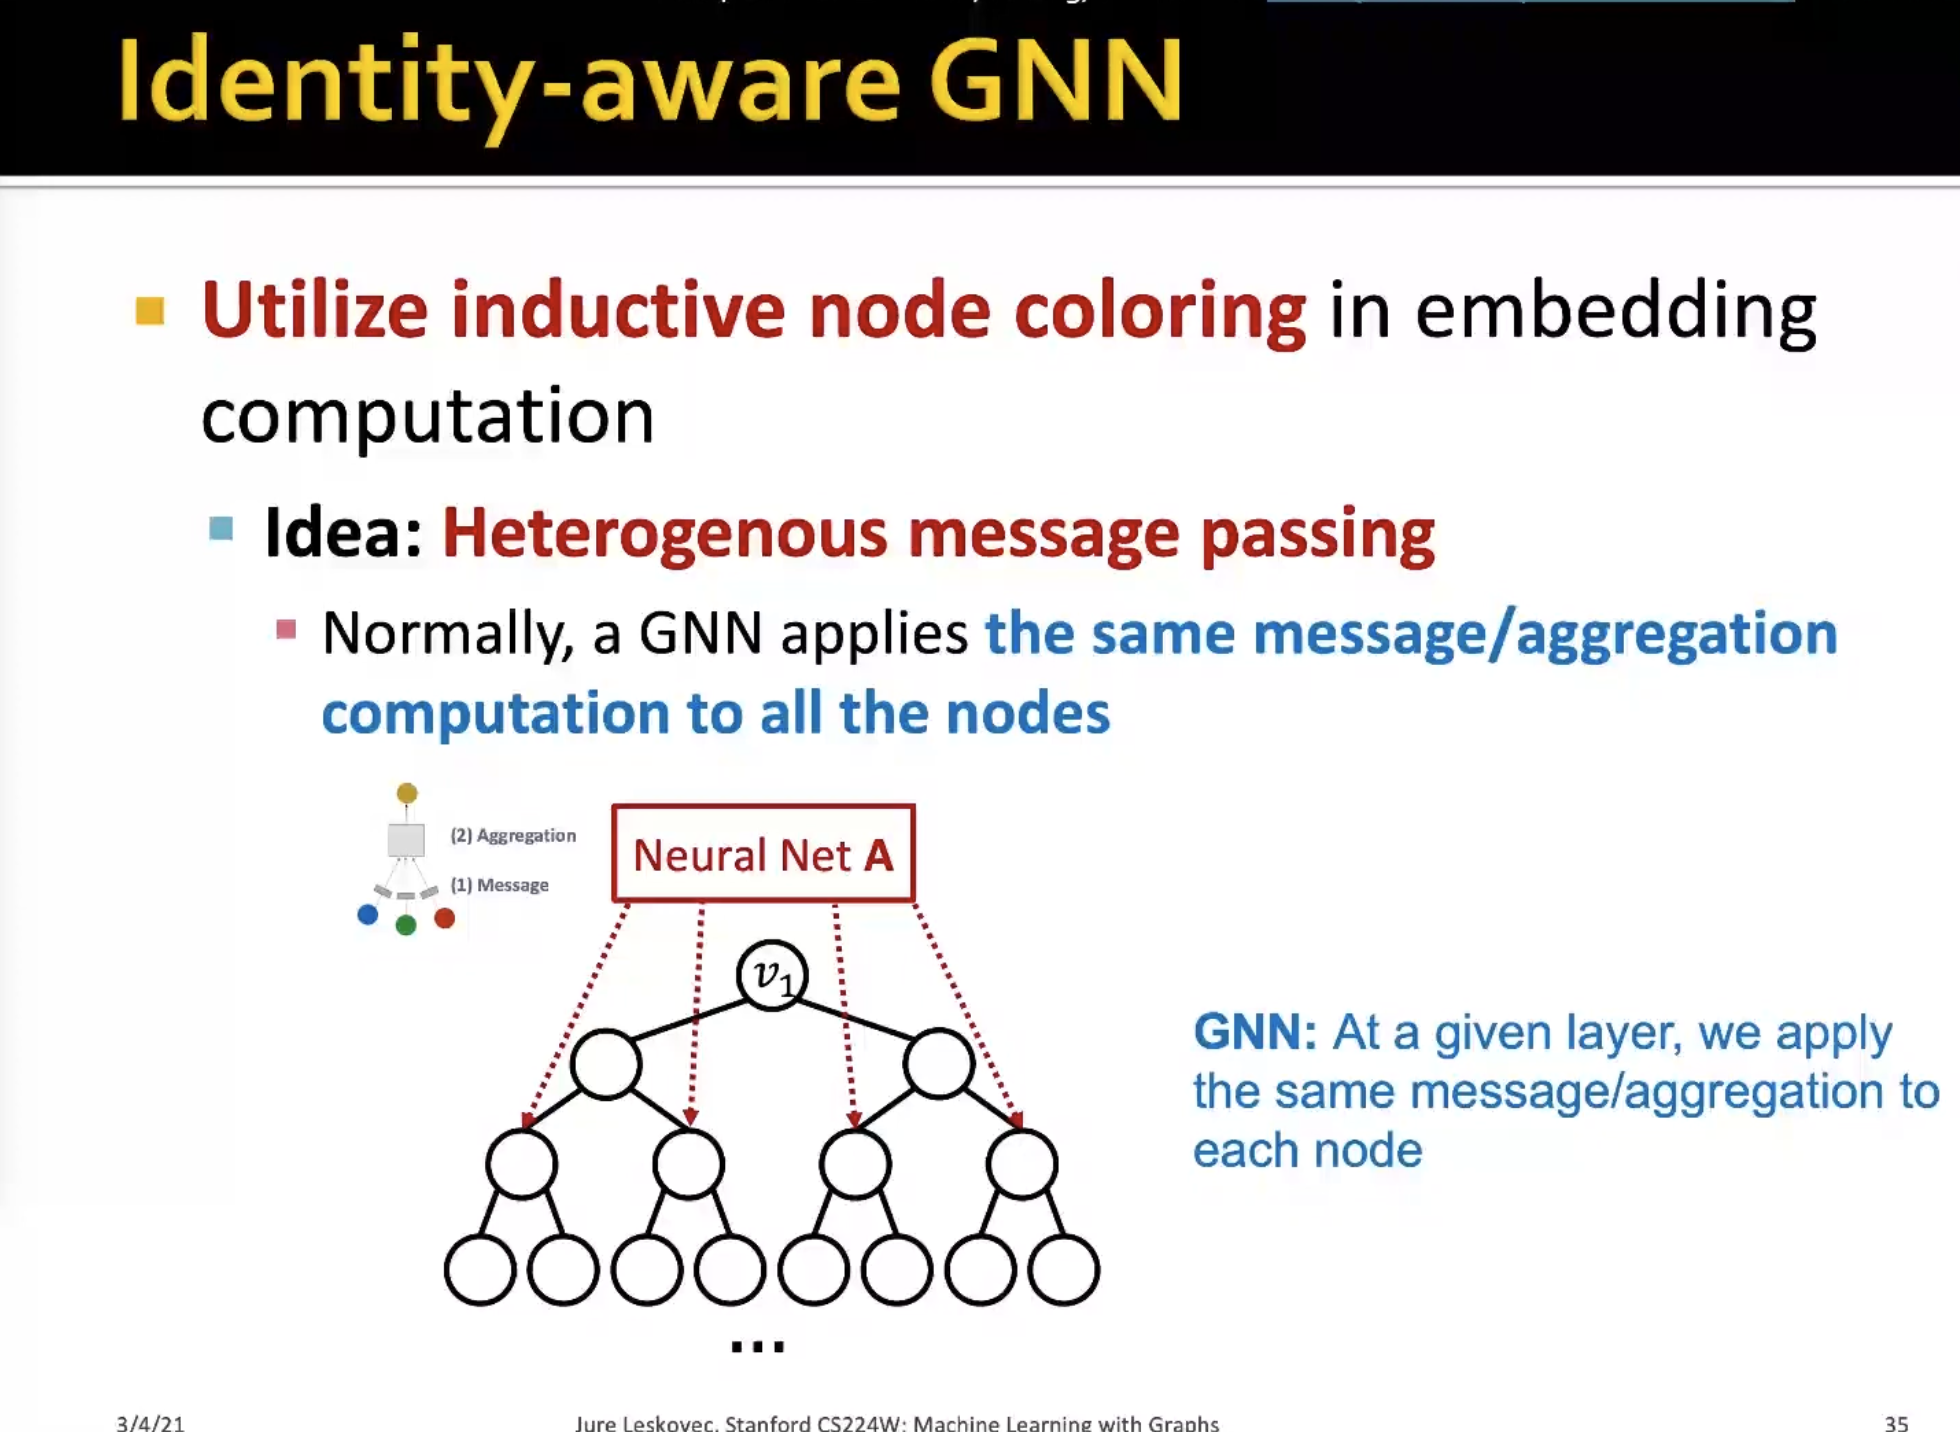 Identity-aware GNN
Utilize inductive node coloring in embedding
computation
Idea: Heterogenous message passing
Normally, a GNN applies the same message/aggregation
computation to all the nodes
(2) Aggregation
(1) Message
Neural Net A
v₁
GNN: At a given layer, we apply
the same message/aggregation to
each node
...
3/4/21
Jure Leskovec, Stanford CS224W: Machine Learning with Graphs
35